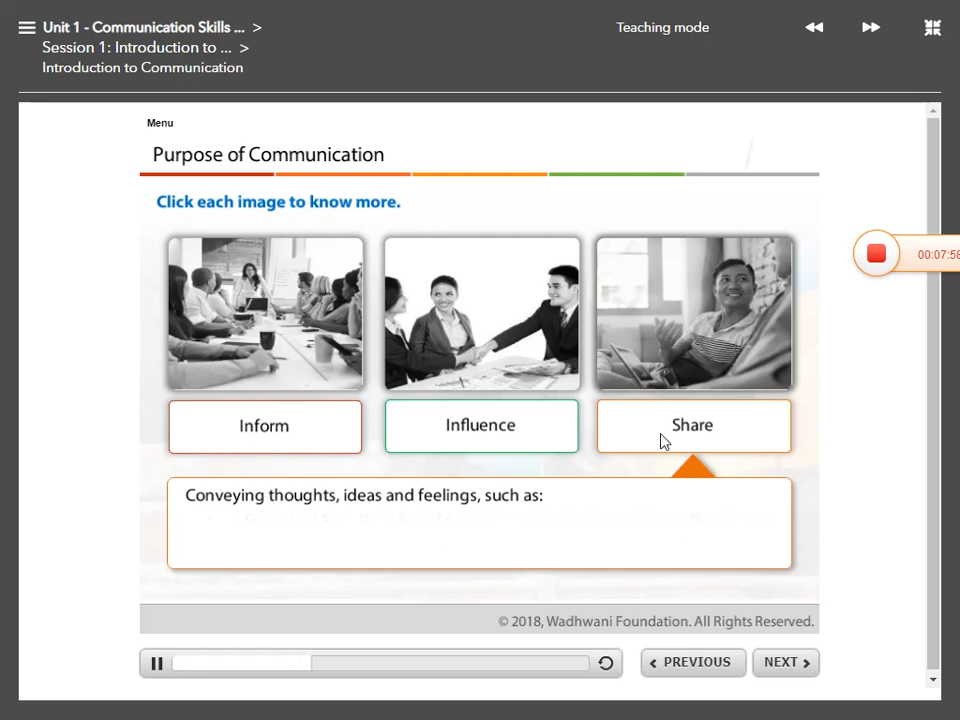 Unit 1 - Communication Skills ... >
Teaching mode
Session 1: Introduction to ... >
Introduction to Communication
Menu
Purpose of Communication
Click each image to know more.
00:07:58
Inform
Influence
Share
Conveying thoughts, ideas and feelings, such as:
© 2018, Wadhwani Foundation. All Rights Reserved.
PREVIOUS
NEXT